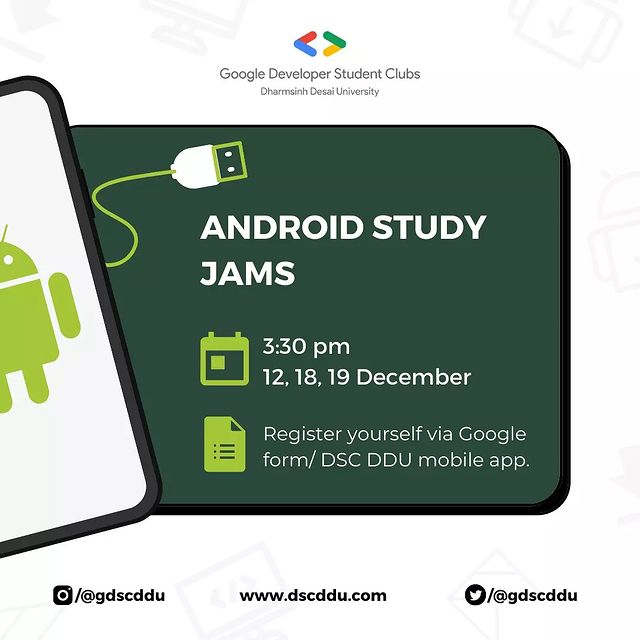 Google Developer Student Clubs
Dharmsinh Desai University
ANDROID STUDY
JAMS
3:30 pm
12, 18, 19 December
Register yourself via Google
form/ DSC DDU mobile app.
/@gdscddu
www.dscddu.com
/@gdscddu